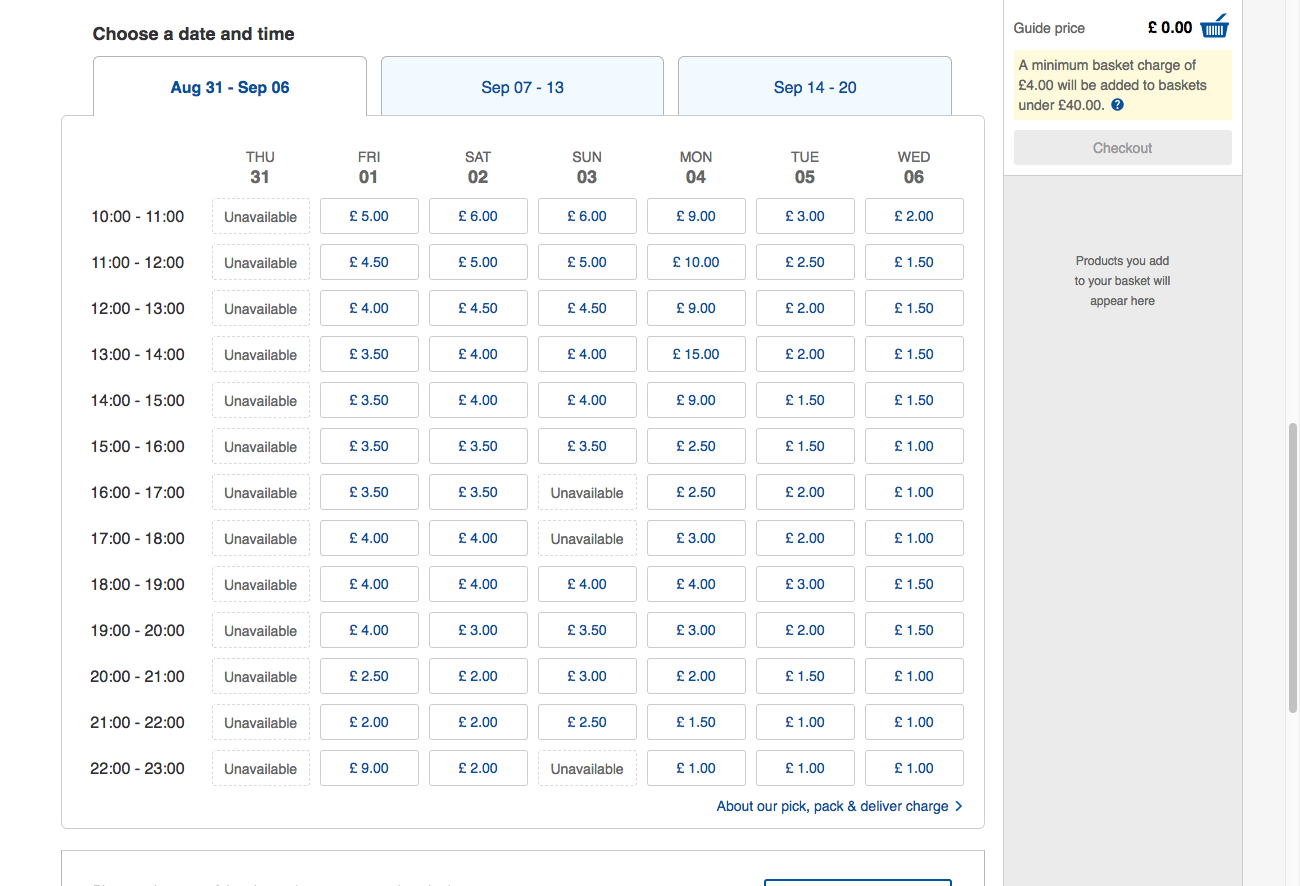 Choose a date and time
Aug 31 - Sep 06 Sep 07 - 13 Sep 14 - 20
THU FRI SAT SUN MON TUE WED
31 01 02 03 04 05 06
10:00 - 11:00 Unavailable £ 5.00 £ 6.00 £ 6.00 £ 9.00 £ 3.00 £ 2.00
11:00 - 12:00 Unavailable £ 4.50 £ 5.00 £ 5.00 £ 10.00 £ 2.50 £ 1.50
12:00 - 13:00 Unavailable £ 4.00 £ 4.50 £ 4.50 £ 9.00 £ 2.00 £ 1.50
13:00 - 14:00 Unavailable £ 3.50 £ 4.00 £ 4.00 £ 15.00 £ 2.00 £ 1.50
14:00 - 15:00 Unavailable £ 3.50 £ 4.00 £ 4.00 £ 9.00 £ 1.50 £ 1.50
15:00 - 16:00 Unavailable £ 3.50 £ 3.50 £ 3.50 £ 2.50 £ 1.50 £ 1.00
16:00 - 17:00 Unavailable £ 3.50 £ 3.50 Unavailable £ 2.50 £ 2.00 £ 1.00
17:00 - 18:00 Unavailable £ 4.00 £ 4.00 Unavailable £ 3.00 £ 2.00 £ 1.00
18:00 - 19:00 Unavailable £ 4.00 £ 4.00 £ 4.00 £ 4.00 £ 3.00 £ 1.50
19:00 - 20:00 Unavailable £ 4.00 £ 3.00 £ 3.50 £ 3.00 £ 2.00 £ 1.50
20:00 - 21:00 Unavailable £ 2.50 £ 2.00 £ 3.00 £ 2.00 £ 1.50 £ 1.00
21:00 - 22:00 Unavailable £ 2.00 £ 2.00 £ 2.50 £ 1.50 £ 1.00 £ 1.00
22:00 - 23:00 Unavailable £ 9.00 £ 2.00 Unavailable £ 1.00 £ 1.00 £ 1.00
About our pick, pack & deliver charge >
Guide price £ 0.00
A minimum basket charge of
£4.00 will be added to baskets
under £40.00. ?
Checkout
Products you add
to your basket will
appear here